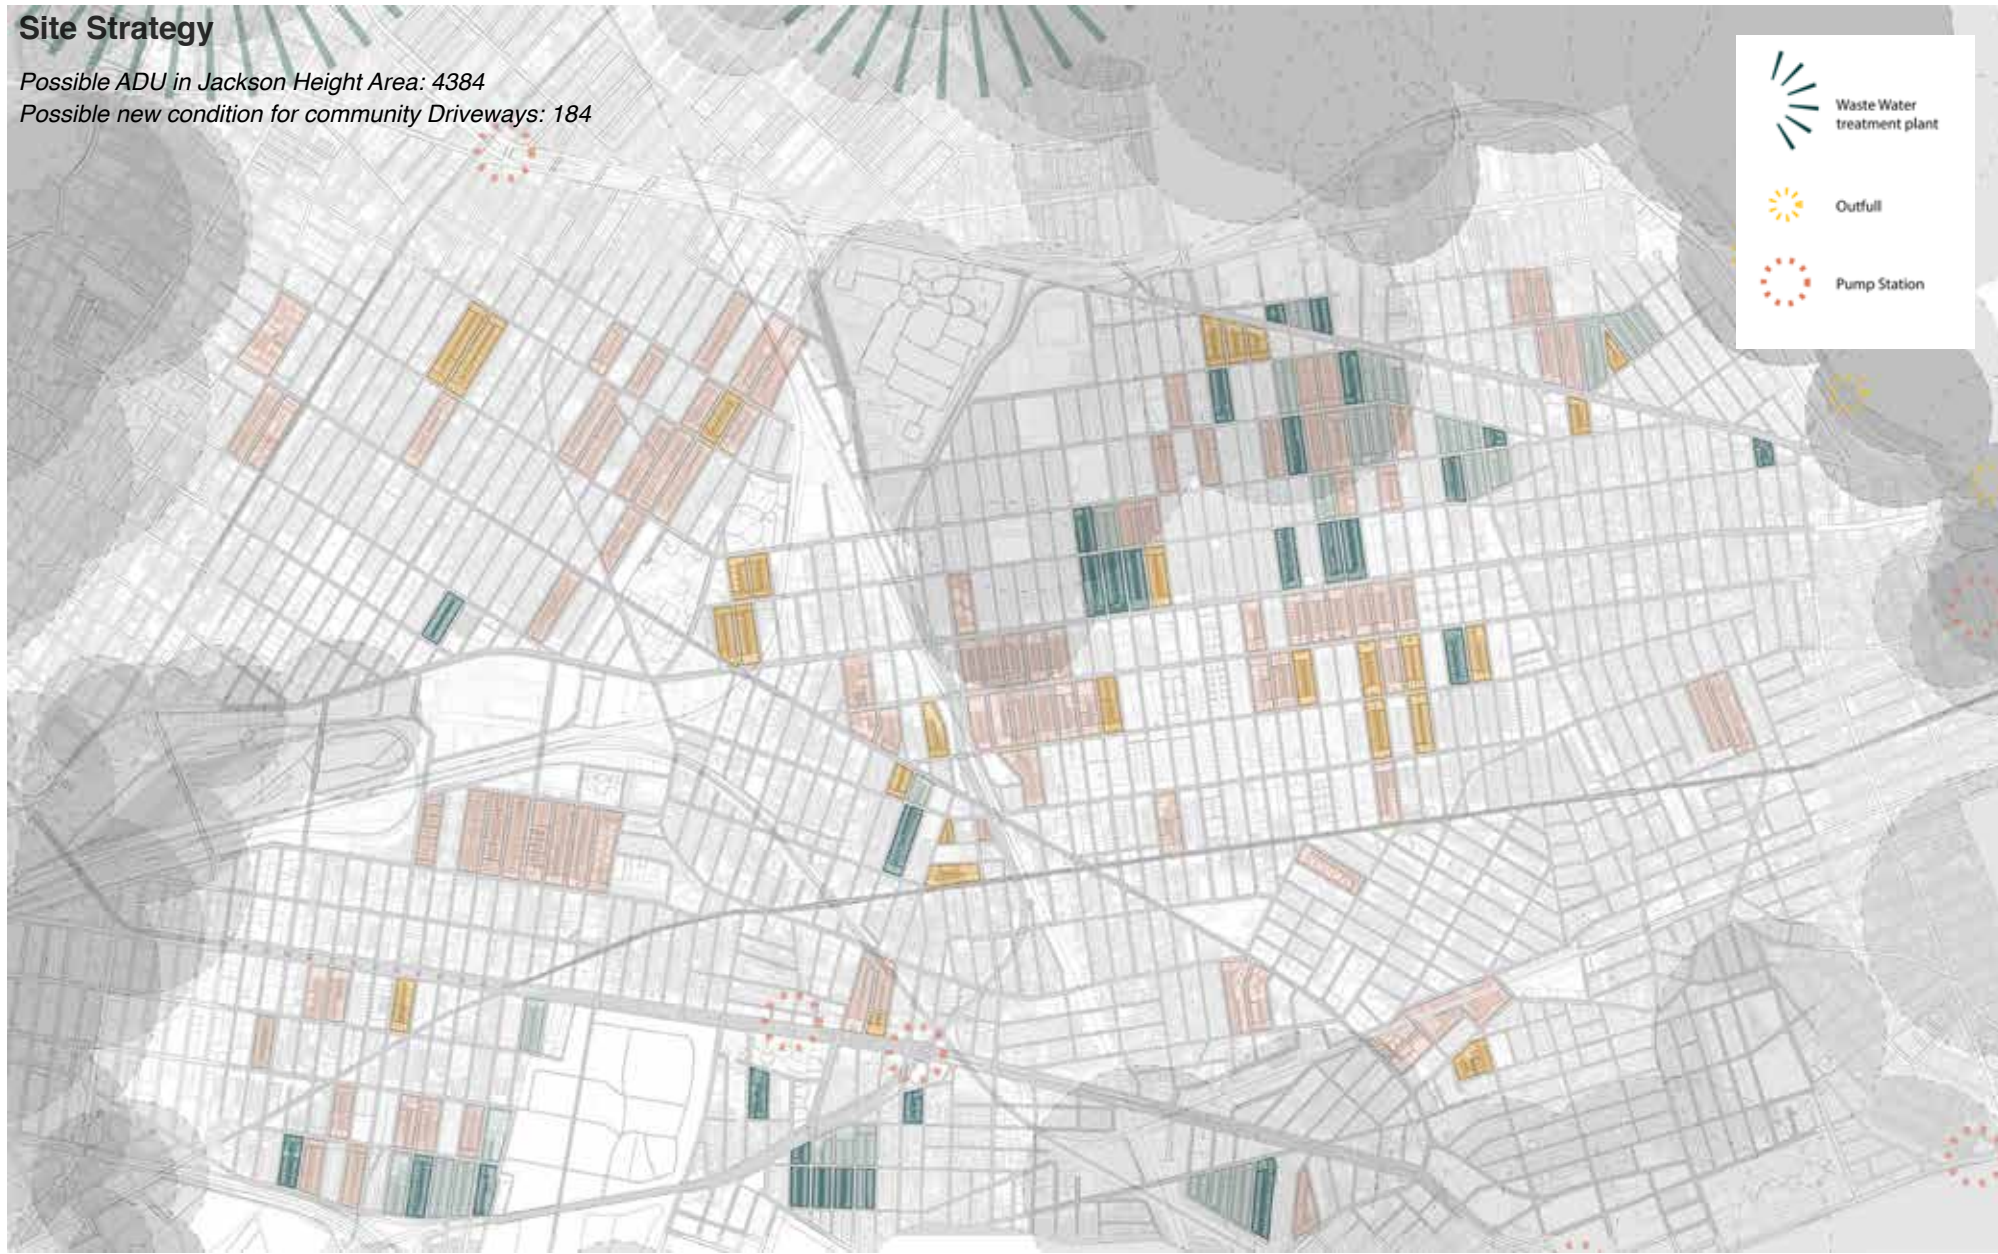 Site Strategy
Possible ADU in Jackson Height Area: 4384
Possible new condition for community Driveways: 184
Waste Water
treatment plant
Outfull
Pump Station